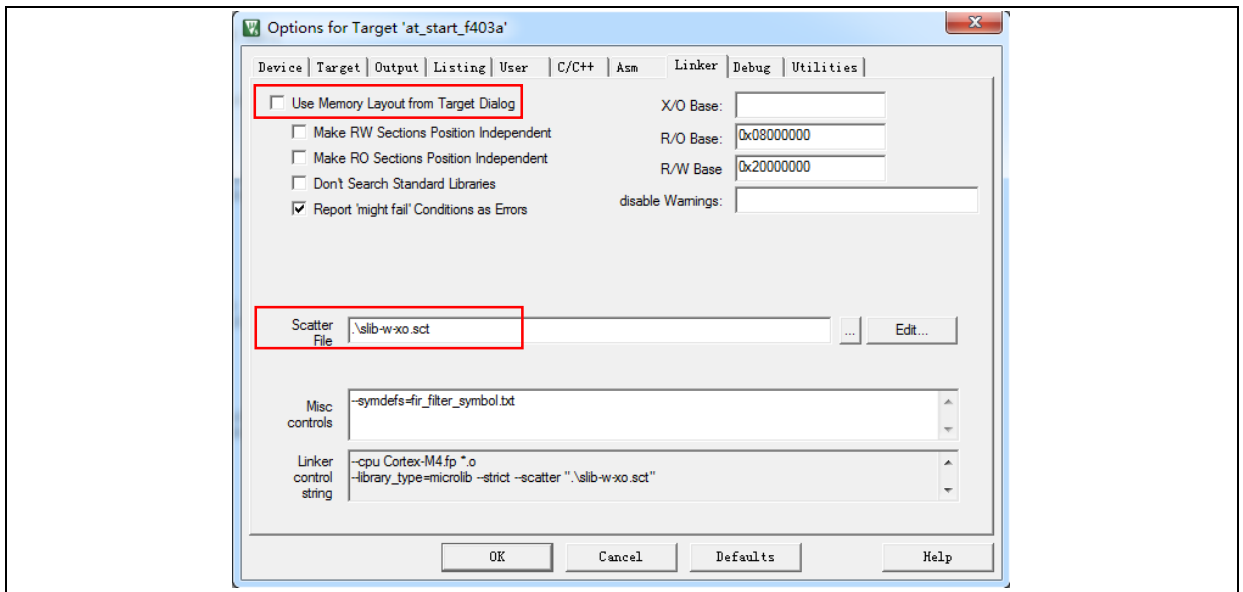 Options for Target 'at_start_f403a'
Device Target Output Listing User C/C++ Asm Linker Debug Utilities
Use Memory Layout from Target Dialog
Make RW Sections Position Independent
Make RO Sections Position Independent
Don't Search Standard Libraries
Report 'might fail' Conditions as Errors
X/O Base:
R/O Base: 0x08000000
R/W Base 0x20000000
disable Warnings:
Scatter
File
.\slib-w-xo.sct
...
Edit...
Misc
controls
--symdefs=fir_filter_symbol.txt
Linker
control
string
--cpu Cortex-M4.fp *.o
--library_type=microlib --strict --scatter ".\slib-w-xo.sct"
OK Cancel Defaults Help